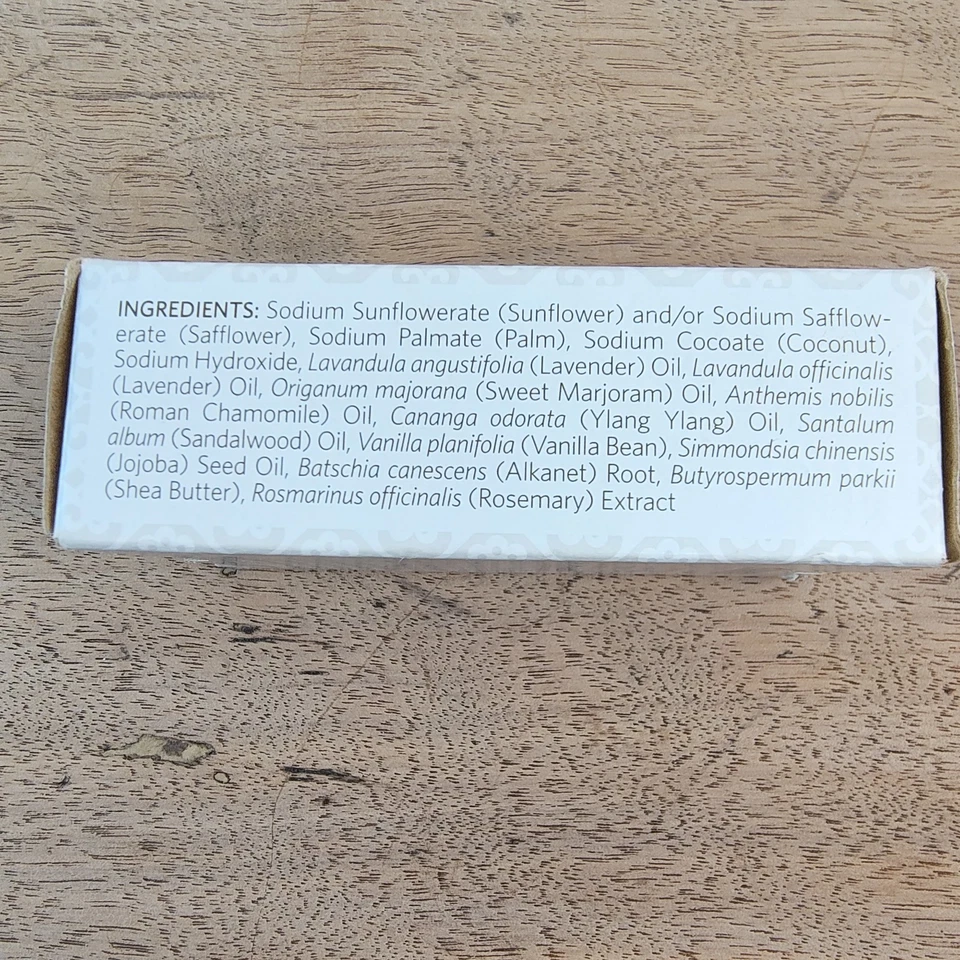 INGREDIENTS: Sodium Sunflowerate (Sunflower) and/or Sodium Safflow-
erate (Safflower), Sodium Palmate (Palm), Sodium Cocoate (Coconut),
Sodium Hydroxide, Lavandula angustifolia (Lavender) Oil, Lavandula officinalis
(Lavender) Oil, Origanum majorana (Sweet Marjoram) Oil, Anthemis nobilis
(Roman Chamomile) Oil, Cananga odorata (Ylang Ylang) Oil, Santalum
album (Sandalwood) Oil, Vanilla planifolia (Vanilla Bean), Simmondsia chinensis
(Jojoba) Seed Oil, Batschia canescens (Alkanet) Root, Butyrospermum parkii
(Shea Butter), Rosmarinus officinalis (Rosemary) Extract